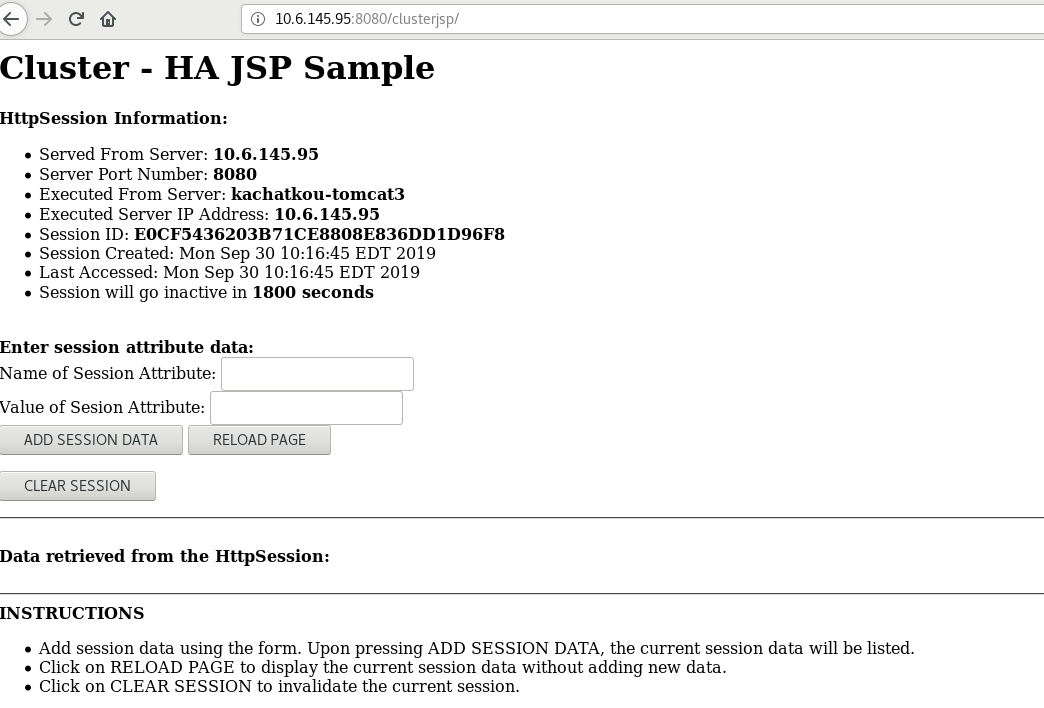 10.6.145.95:8080/clusterjsp/
Cluster - HA JSP Sample
HttpSession Information:
Served From Server: 10.6.145.95
Server Port Number: 8080
Executed From Server: kachatkou-tomcat3
Executed Server IP Address: 10.6.145.95
Session ID: E0CF5436203B71CE8808E836DD1D96F8
Session Created: Mon Sep 30 10:16:45 EDT 2019
Last Accessed: Mon Sep 30 10:16:45 EDT 2019
Session will go inactive in 1800 seconds
Enter session attribute data:
Name of Session Attribute:
Value of Sesion Attribute:
ADD SESSION DATA RELOAD PAGE
CLEAR SESSION
Data retrieved from the HttpSession:
INSTRUCTIONS
Add session data using the form. Upon pressing ADD SESSION DATA, the current session data will be listed.
Click on RELOAD PAGE to display the current session data without adding new data.
Click on CLEAR SESSION to invalidate the current session.